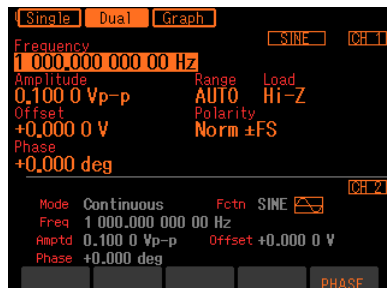 Single Dual Graph
SINE CH 1
Frequency
1 000.000 000 00 Hz
Amplitude Range Load
0.100 0 Vp-p AUTO Hi-Z
Offset Polarity
+0.000 0 V Norm ±FS
Phase
+0.000 deg
CH 2
Mode Continuous Fctn SINE
Freq 1 000.000 000 00 Hz
Amptd 0.100 0 Vp-p Offset +0.000 0 V
Phase +0.000 deg
PHASE